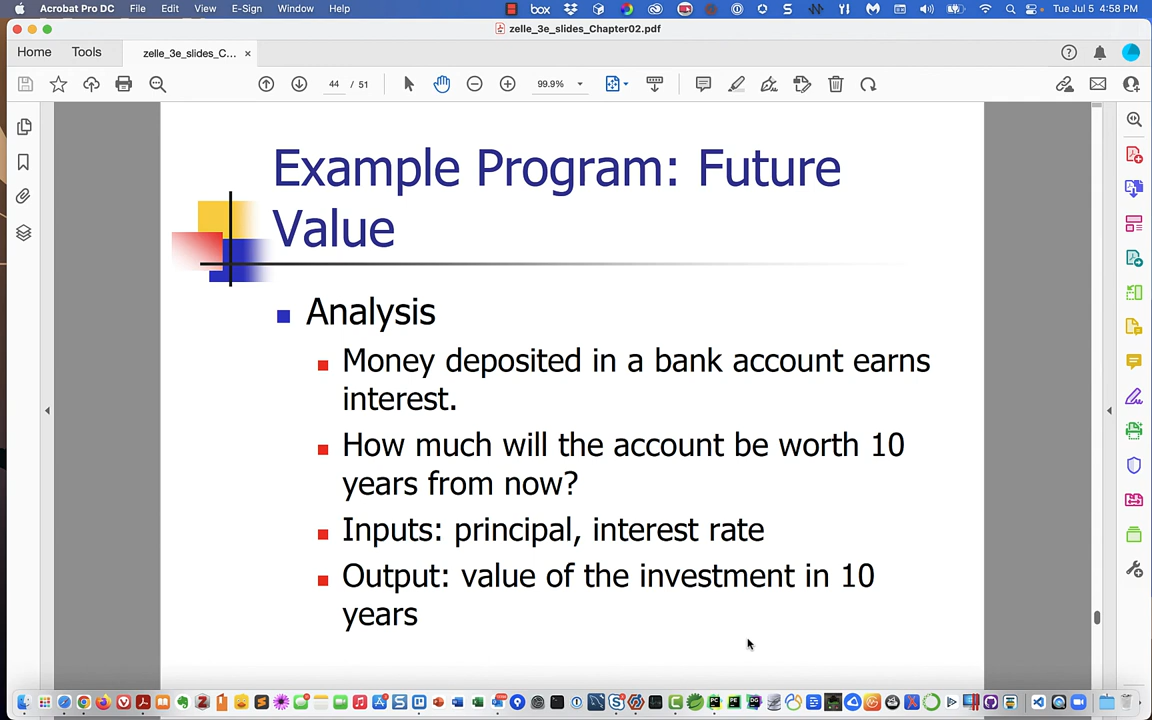 Acrobat Pro DC File Edit View E-Sign Window Help
box
Tue Jul 5 4:58 PM
zelle_3e_slides_Chapter02.pdf
Home Tools zelle_3e_slides_C... ×
44 / 51 99.9%
Example Program: Future
Value
Analysis
Money deposited in a bank account earns
interest.
How much will the account be worth 10
years from now?
Inputs: principal, interest rate
Output: value of the investment in 10
years